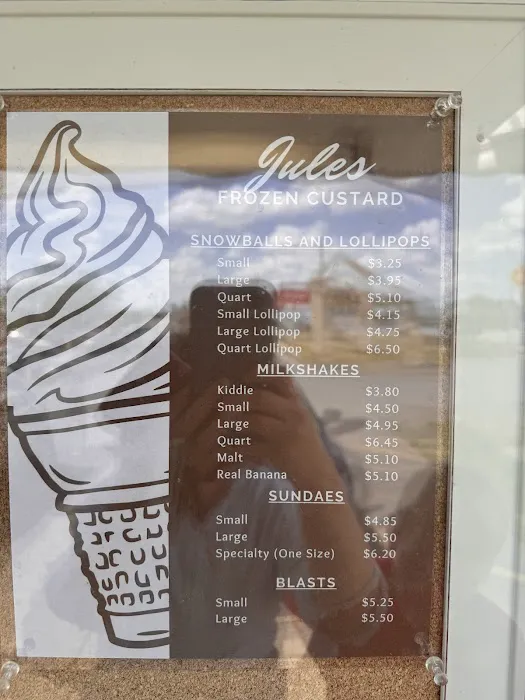 Jules
FROZEN CUSTARD
SNOWBALLS AND LOLLIPOPS
Small $3.25
Large $3.95
Quart $5.10
Small Lollipop $4.15
Large Lollipop $4.75
Quart Lollipop $6.50
MILKSHAKES
Kiddie $3.80
Small $4.50
Large $4.95
Quart $6.45
Malt $5.10
Real Banana $5.10
SUNDAES
Small $4.85
Large $5.50
Specialty (One Size) $6.20
BLASTS
Small $5.25
Large $5.50